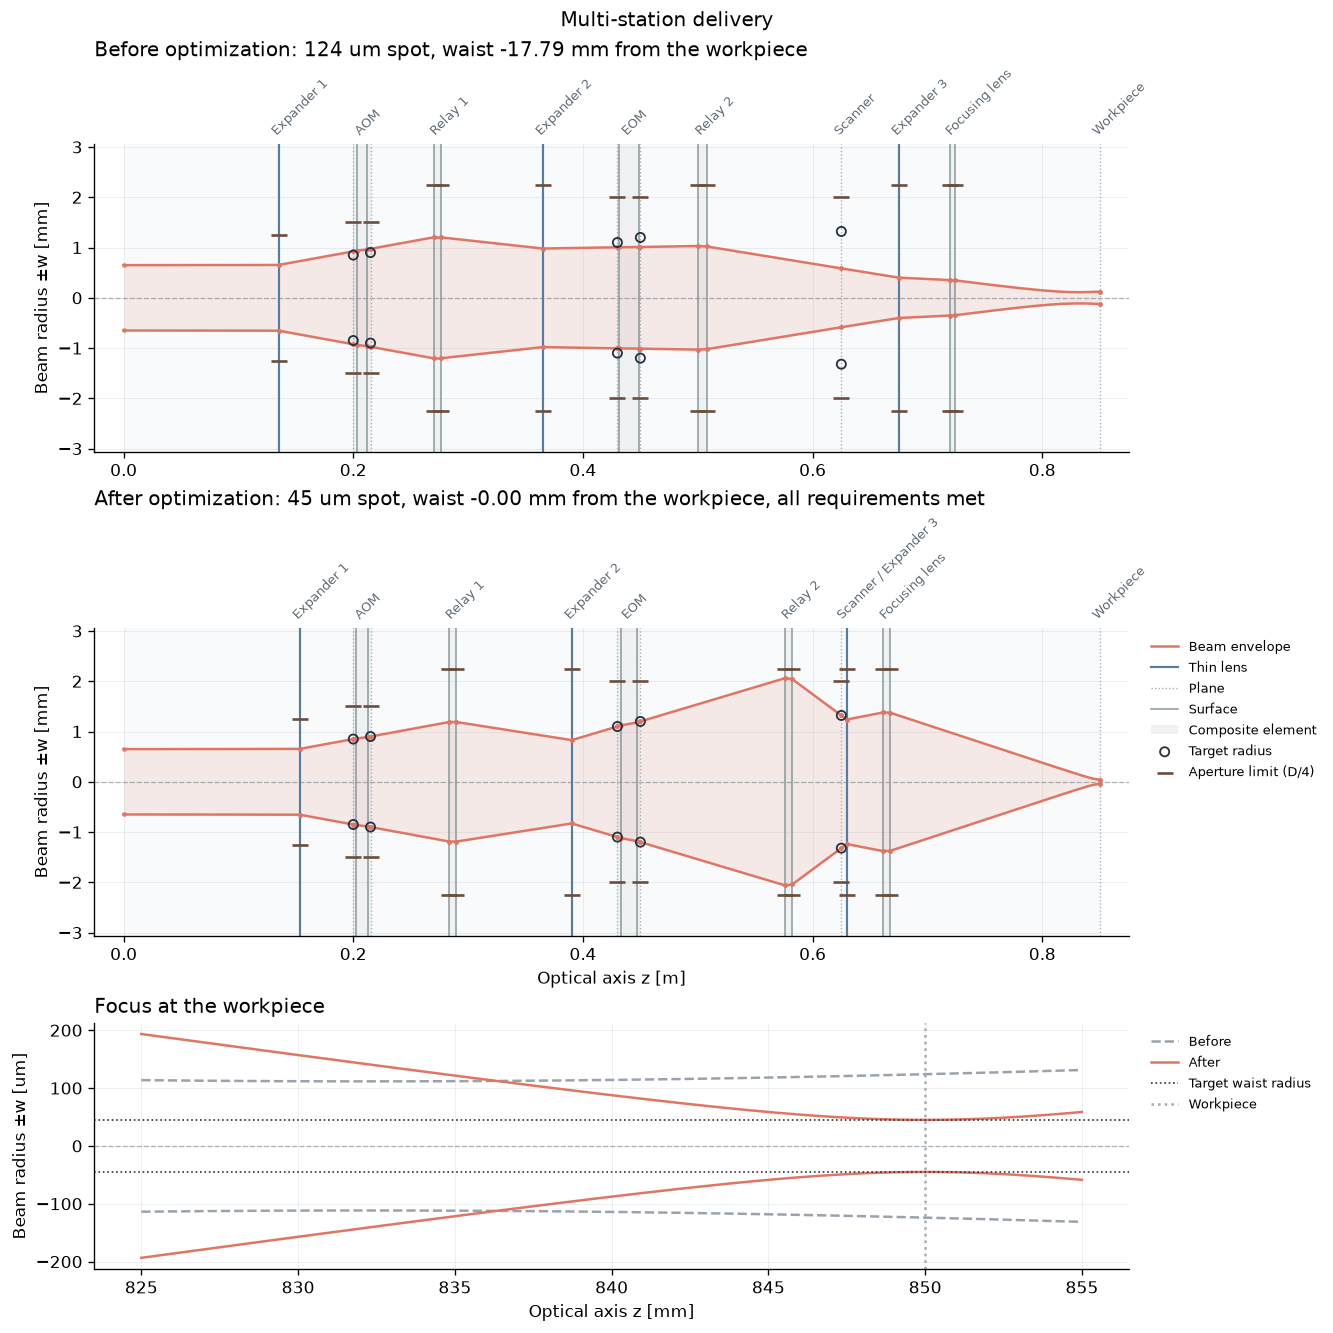 Multi-station delivery
Before optimization: 124 um spot, waist -17.79 mm from the workpiece
Expander 1
AOM
Relay 1
Expander 2
EOM
Relay 2
Scanner
Expander 3
Focusing lens
Workpiece
Beam radius ±w [mm]
3
2
1
0
−1
−2
−3
0.0
0.2
0.4
0.6
0.8
After optimization: 45 um spot, waist -0.00 mm from the workpiece, all requirements met
Expander 1
AOM
Relay 1
Expander 2
EOM
Relay 2
Scanner / Expander 3
Focusing lens
Workpiece
Beam radius ±w [mm]
3
2
1
0
−1
−2
−3
0.0
0.2
0.4
0.6
0.8
Optical axis z [m]
Beam envelope
Thin lens
Plane
Surface
Composite element
Target radius
Aperture limit (D/4)
Focus at the workpiece
Beam radius ±w [um]
200
100
0
−100
−200
825
830
835
840
845
850
855
Optical axis z [mm]
Before
After
Target waist radius
Workpiece